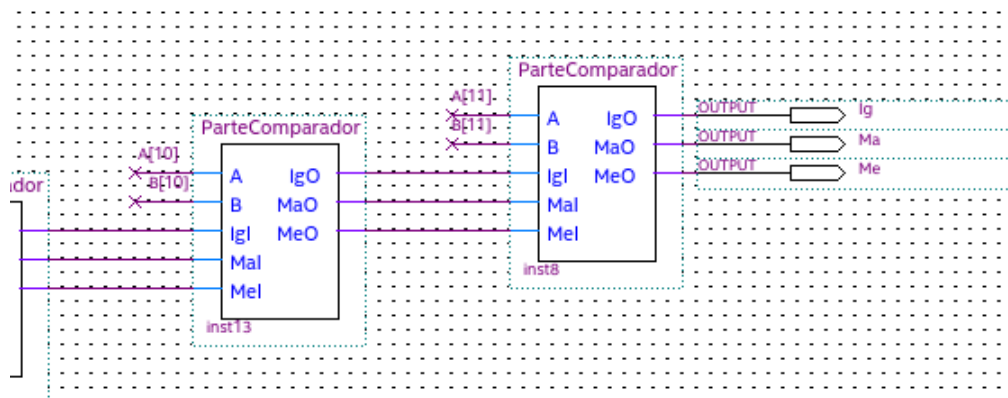 ParteComparador
A[11]
B[11]
A
B
IgI
MaI
MeI
IgO
MaO
MeO
inst8
OUTPUT
Ig
OUTPUT
Ma
OUTPUT
Me
ParteComparador
A[10]
B[10]
A
B
IgI
MaI
MeI
IgO
MaO
MeO
inst13
dor